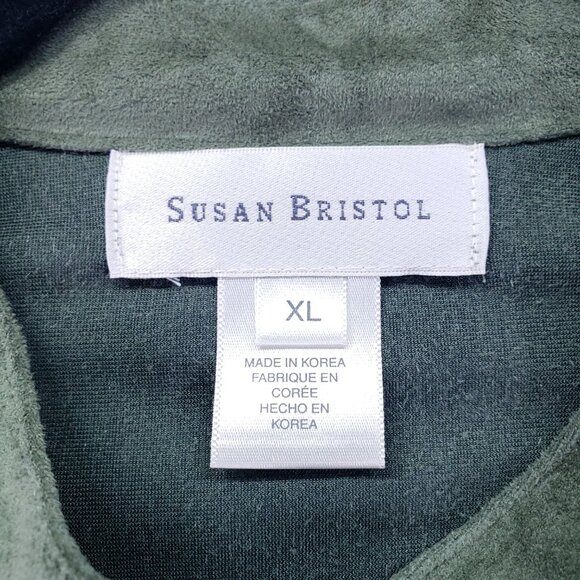 SUSAN BRISTOL
XL
MADE IN KOREA
FABRIQUE EN
CORÉE
HECHO EN
KOREA